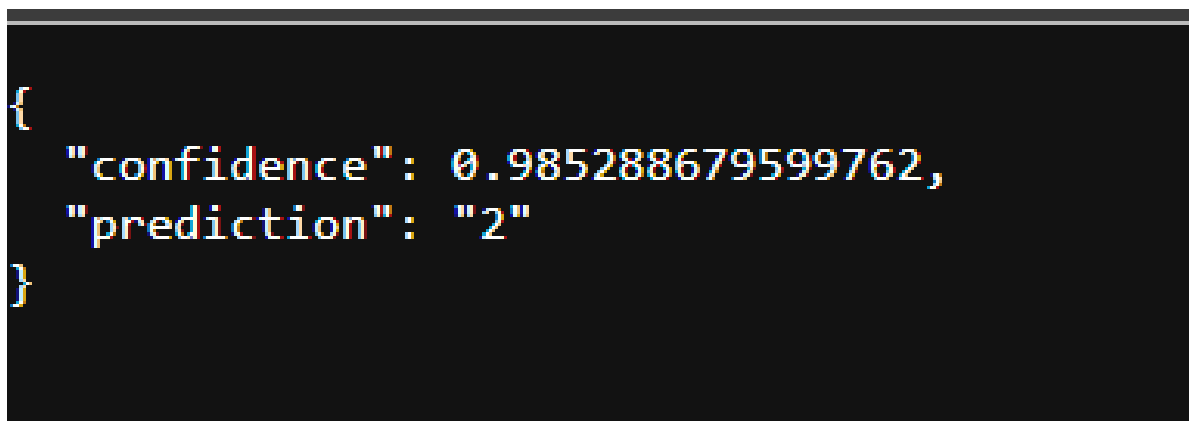 {
"confidence": 0.985288679599762,
"prediction": "2"
}